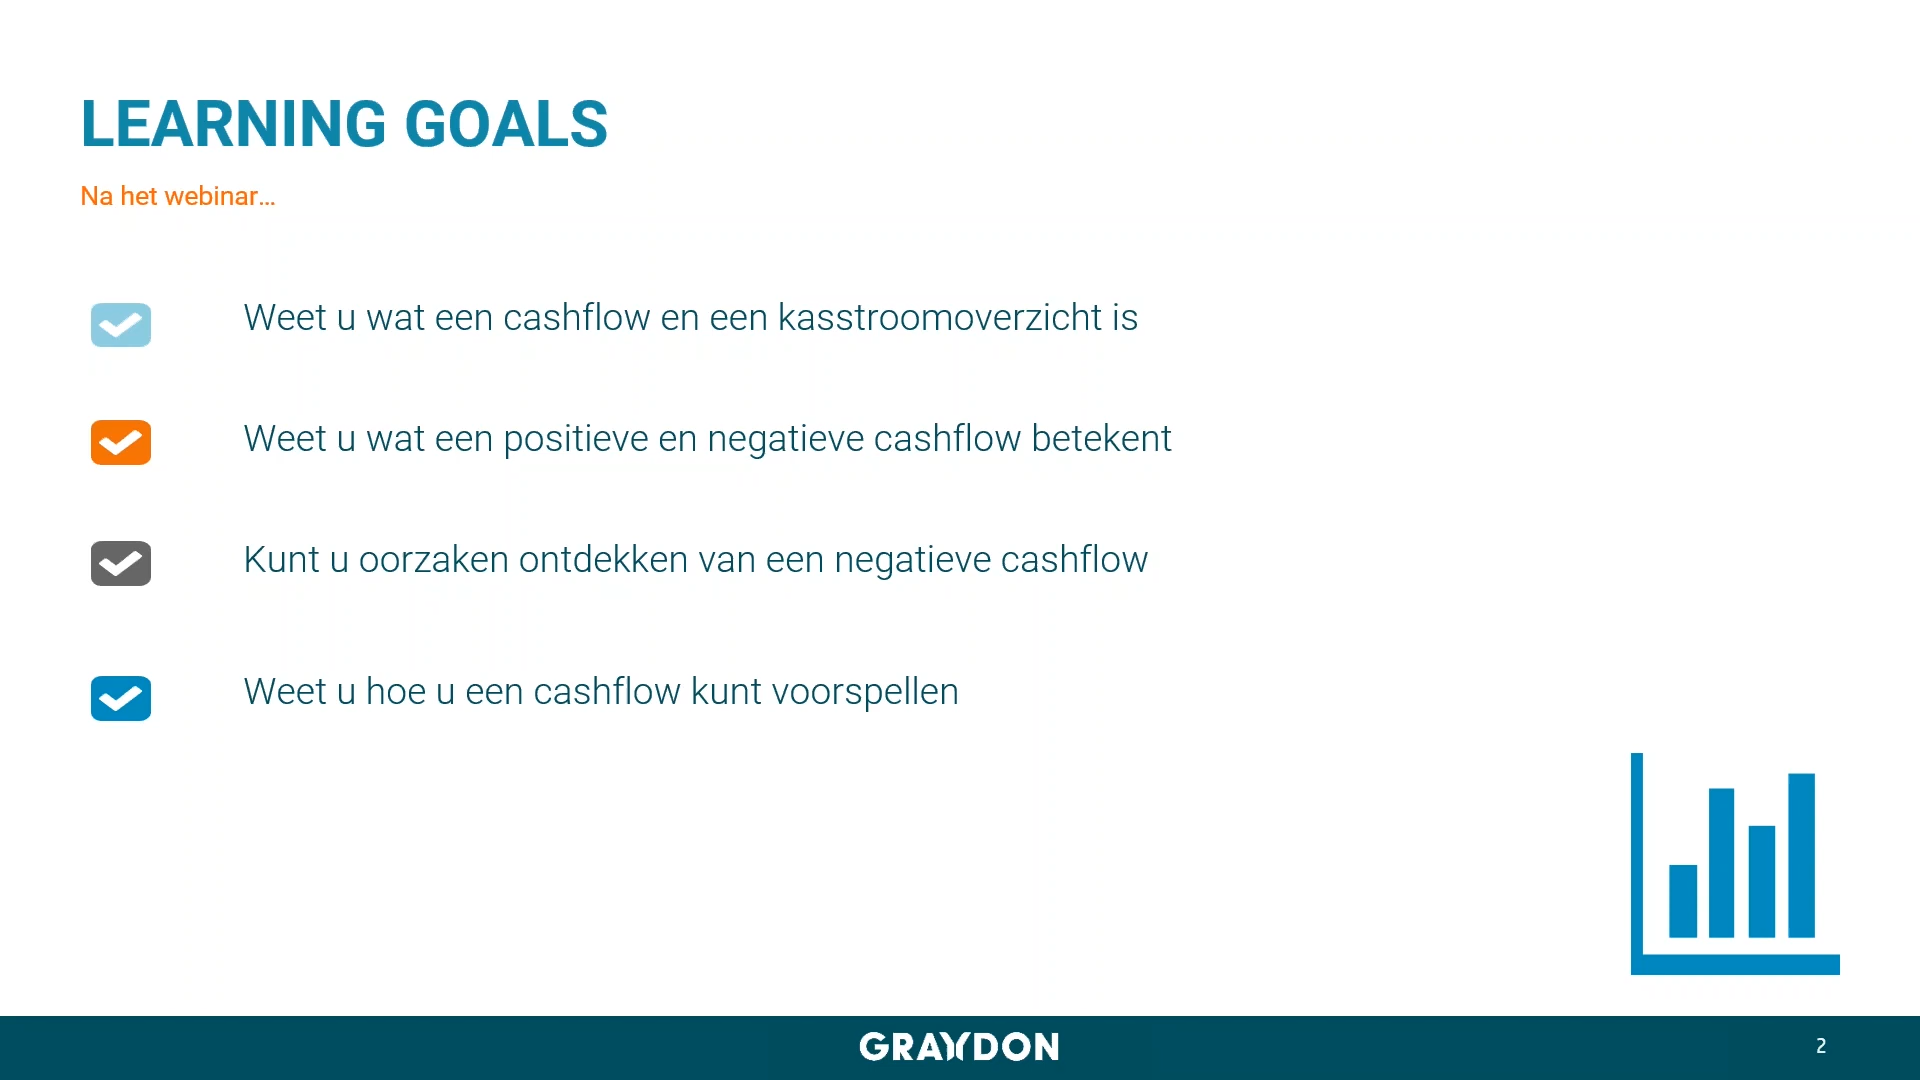 LEARNING GOALS
Na het webinar...
Weet u wat een cashflow en een kasstroomoverzicht is
Weet u wat een positieve en negatieve cashflow betekent
Kunt u oorzaken ontdekken van een negatieve cashflow
Weet u hoe u een cashflow kunt voorspellen
GRAYDON
2